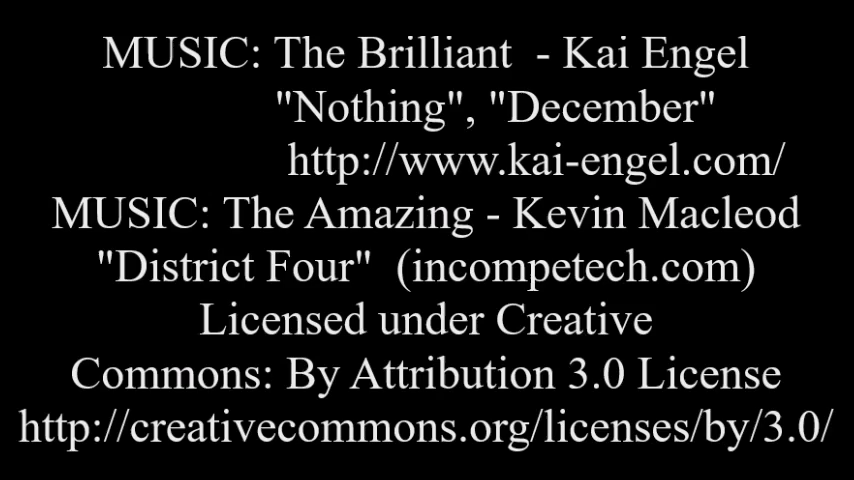 MUSIC: The Brilliant  - Kai Engel
"Nothing", "December"
http://www.kai-engel.com/
MUSIC: The Amazing - Kevin Macleod
"District Four"  (incompetech.com)
Licensed under Creative
Commons: By Attribution 3.0 License
http://creativecommons.org/licenses/by/3.0/